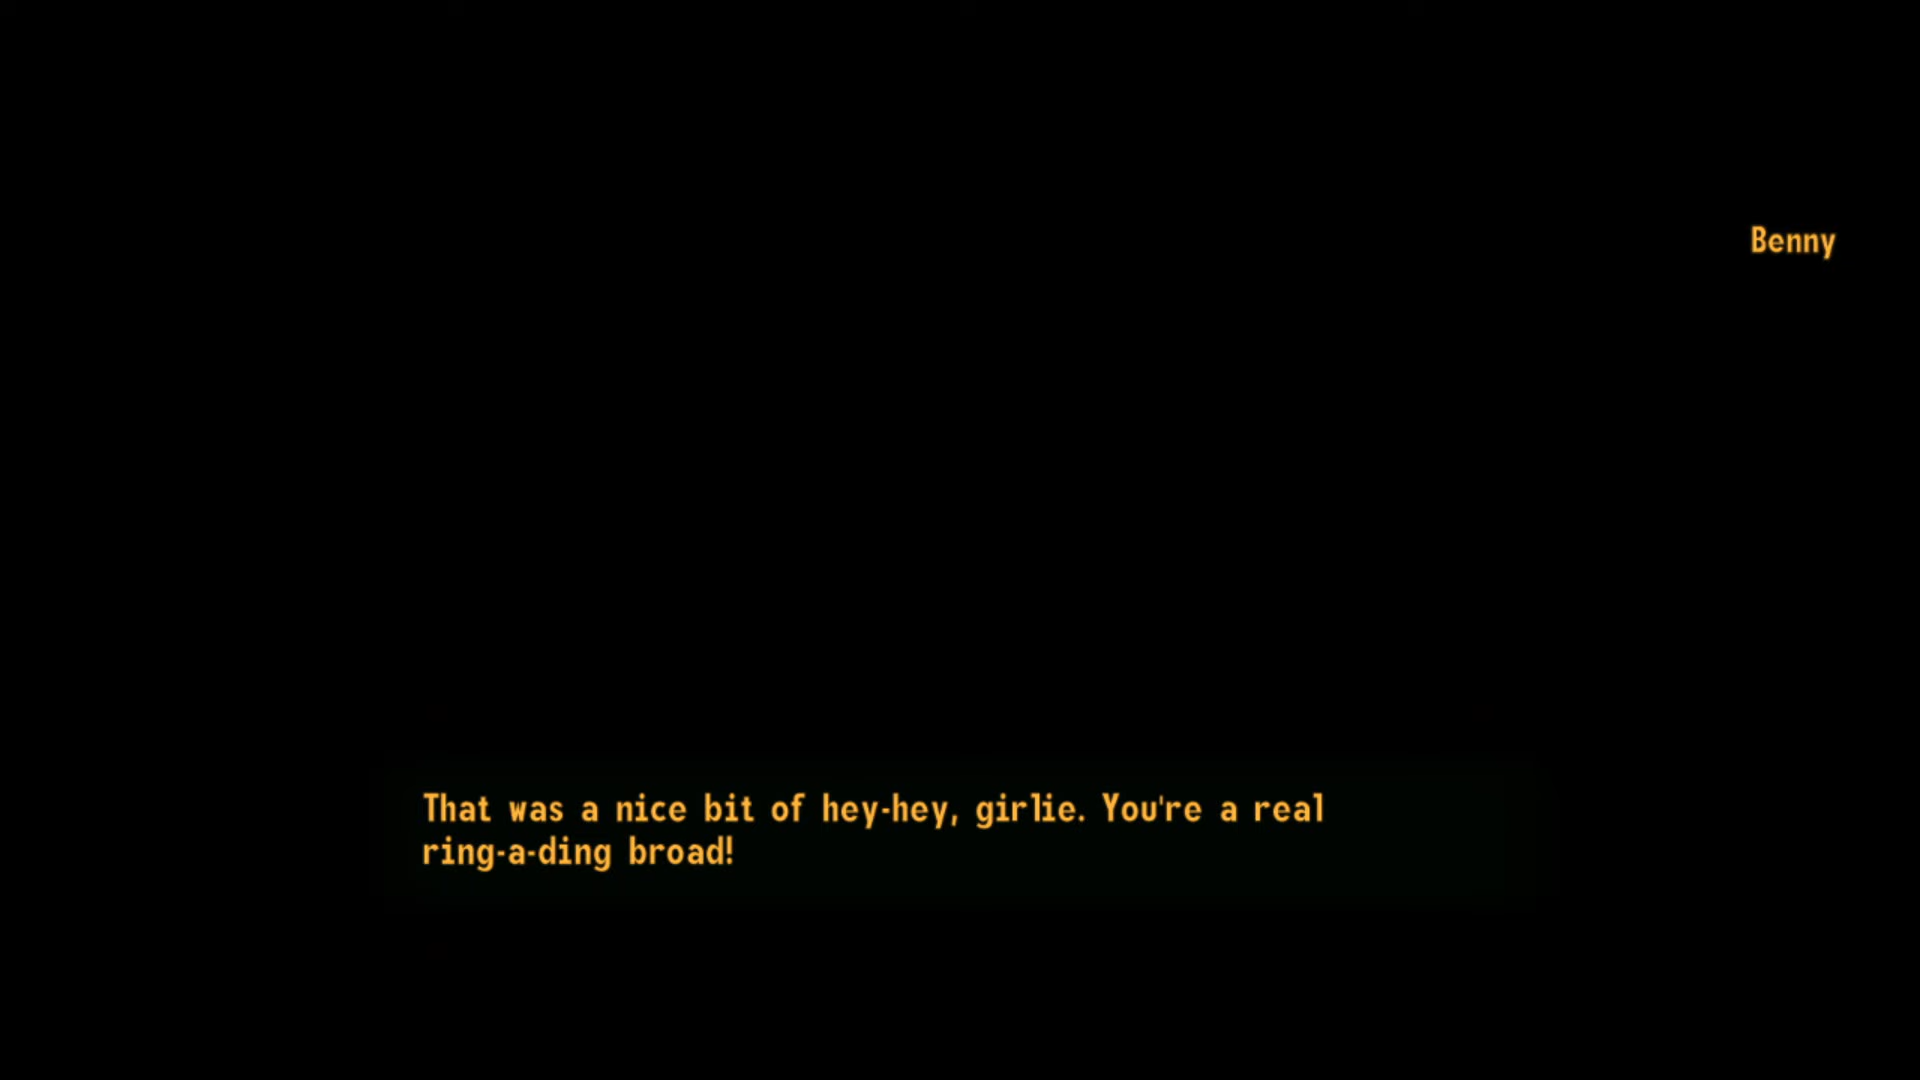 Benny
That was a nice bit of hey-hey, girlie. You're a real
ring-a-ding broad!